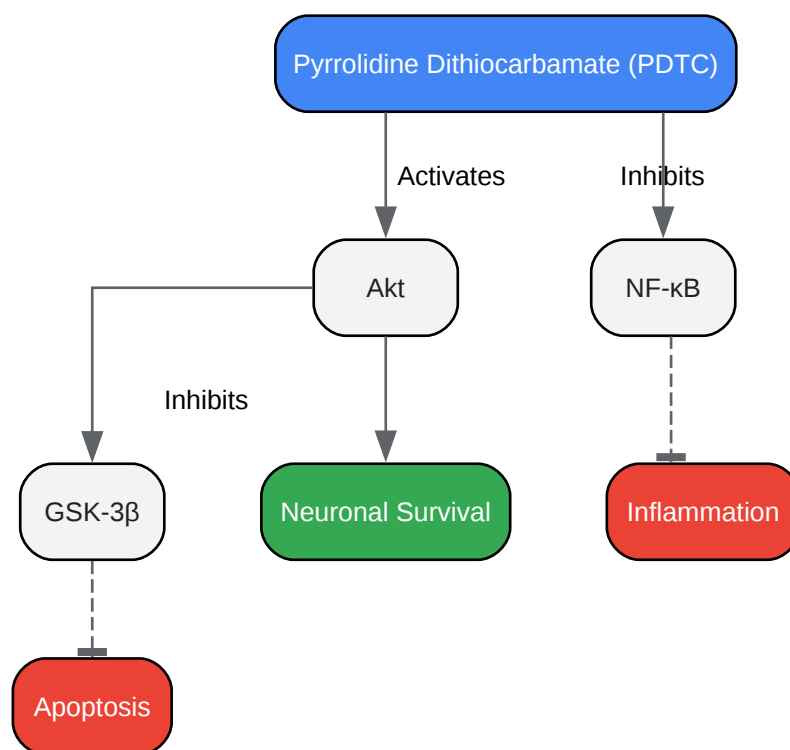 Pyrrolidine Dithiocarbamate (PDTC)
Activates
Inhibits
Akt
NF-κB
Inhibits
GSK-3β
Neuronal Survival
Inflammation
Apoptosis